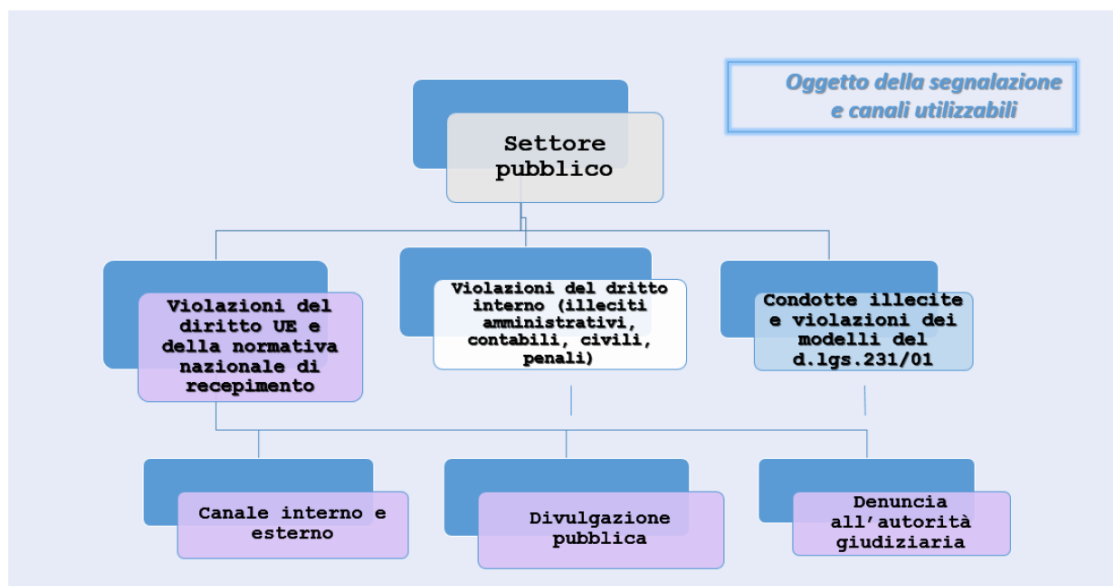 Oggetto della segnalazione
e canali utilizzabili
Settore
pubblico
Violazioni del
diritto UE e
della normativa
nazionale di
recepimento
Violazioni del dritto
interno (illeciti
amministrativi,
contabili, civili,
penali)
Condotte illecite
e violazioni dei
modelli del
d.lgs.231/01
Canale interno e
esterno
Divulgazione
pubblica
Denuncia
all’autorità
giudiziaria